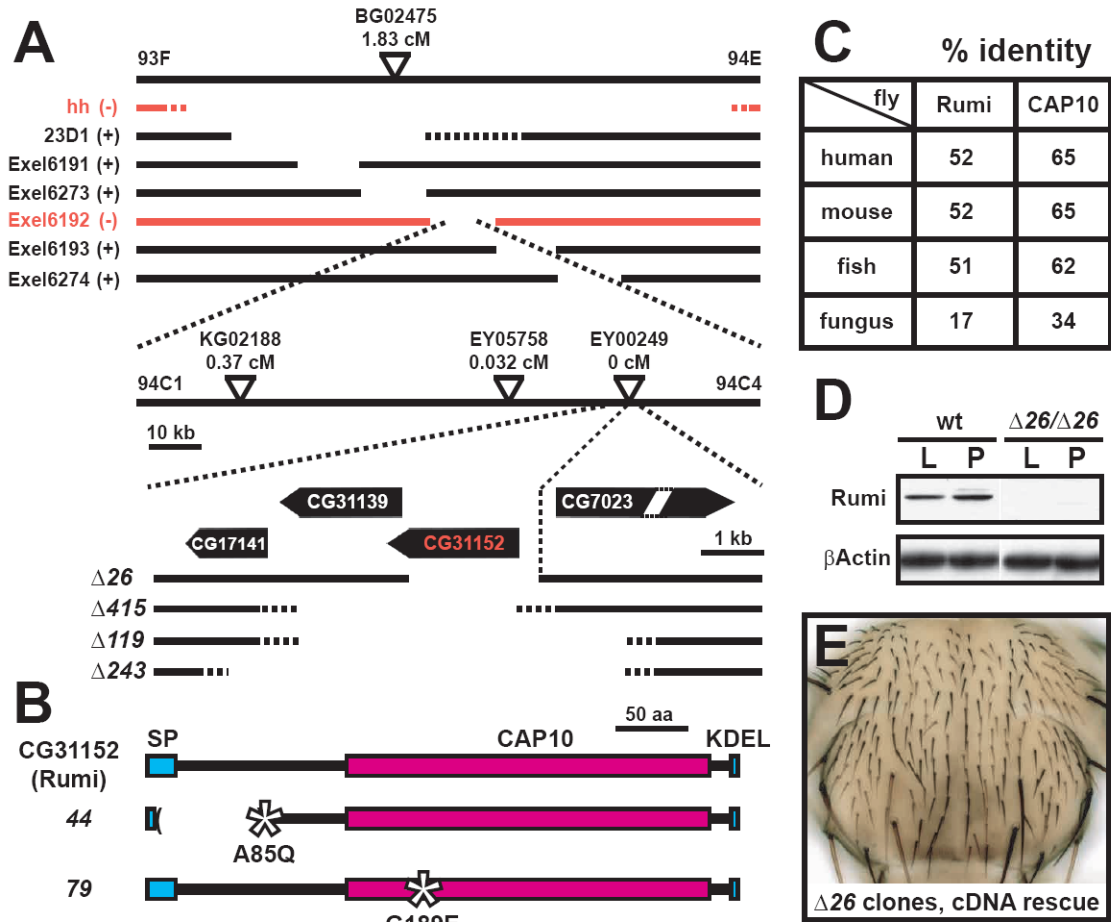 A
BG02475
1.83 cM
93F
94E
hh (-)
23D1 (+)
Exel6191 (+)
Exel6273 (+)
Exel6192 (-)
Exel6193 (+)
Exel6274 (+)
KG02188
0.37 cM
EY05758
0.032 cM
EY00249
0 cM
94C1
94C4
10 kb
CG31139
CG7023
CG17141
CG31152
1 kb
Δ26
Δ415
Δ119
Δ243
B
50 aa
SP
CAP10
KDEL
CG31152
(Rumi)
44
A85Q
79
C
% identity
fly Rumi CAP10
human 52 65
mouse 52 65
fish 51 62
fungus 17 34
D
wt Δ26/Δ26
L P L P
Rumi
βActin
E
Δ26 clones, cDNA rescue